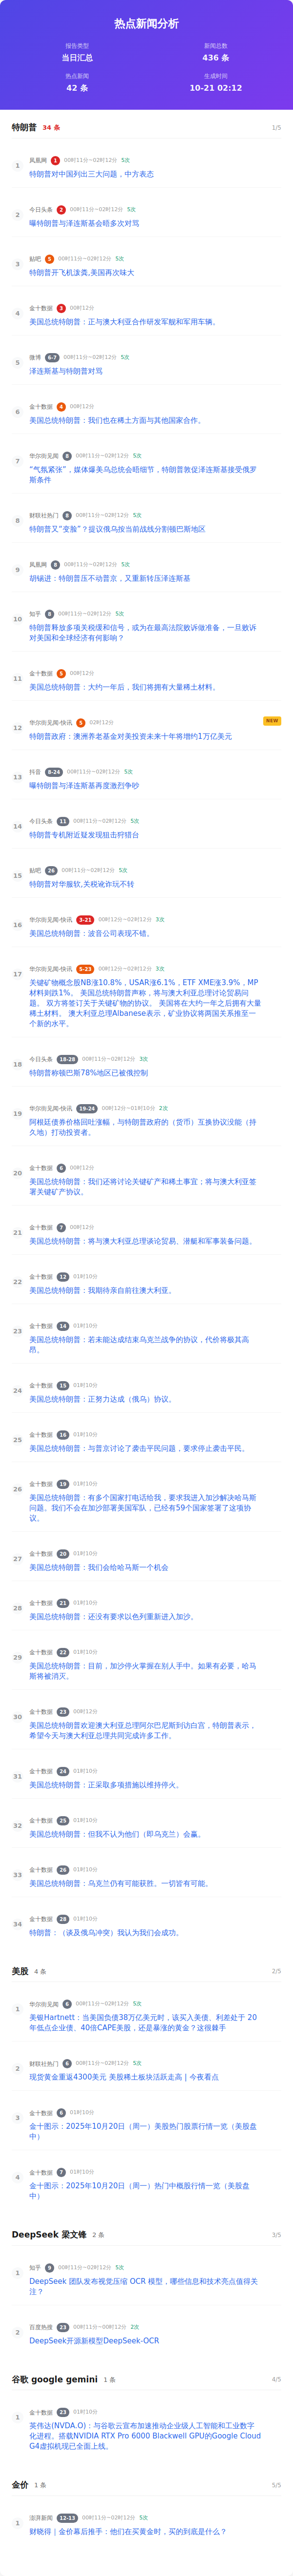 热点新闻分析
报告类型
新闻总数
当日汇总
436 条
热点新闻
生成时间
42 条
10-21 02:12
特朗普 34 条 1/5
1 凤凰网 1 00时11分~02时12分 5次
特朗普对中国列出三大问题，中方表态
2 今日头条 2 00时11分~02时12分 5次
曝特朗普与泽连斯基会晤多次对骂
3 贴吧 5 00时11分~02时12分 5次
特朗普开飞机泼粪,美国再次味大
4 金十数据 3 00时12分
美国总统特朗普：正与澳大利亚合作研发军舰和军用车辆。
5 微博 6-7 00时11分~02时12分 5次
泽连斯基与特朗普对骂
6 金十数据 4 00时12分
美国总统特朗普：我们也在稀土方面与其他国家合作。
7 华尔街见闻 8 00时11分~02时12分 5次
“气氛紧张”，媒体爆美乌总统会晤细节，特朗普敦促泽连斯基接受俄罗
斯条件
8 财联社热门 8 00时11分~02时12分 5次
特朗普又“变脸”？提议俄乌按当前战线分割顿巴斯地区
9 凤凰网 8 00时11分~02时12分 5次
胡锡进：特朗普压不动普京，又重新转压泽连斯基
10 知乎 8 00时11分~02时12分 5次
特朗普释放多项关税缓和信号，或为在最高法院败诉做准备，一旦败诉
对美国和全球经济有何影响？
11 金十数据 5 00时12分
美国总统特朗普：大约一年后，我们将拥有大量稀土材料。
12 华尔街见闻-快讯 5 02时12分 NEW
特朗普政府：澳洲养老基金对美投资未来十年将增约1万亿美元
13 抖音 8-24 00时11分~02时12分 5次
曝特朗普与泽连斯基再度激烈争吵
14 今日头条 11 00时11分~02时12分 5次
特朗普专机附近疑发现狙击狩猎台
15 贴吧 26 00时11分~02时12分 5次
特朗普对华服软,关税讹诈玩不转
16 华尔街见闻-快讯 3-21 00时12分~02时12分 3次
美国总统特朗普：波音公司表现不错。
17 华尔街见闻-快讯 5-23 00时12分~02时12分 3次
关键矿物概念股NB涨10.8%，USAR涨6.1%，ETF XME涨3.9%，MP
材料则跌1%。 美国总统特朗普声称，将与澳大利亚总理讨论贸易问
题。 双方将签订关于关键矿物的协议。 美国将在大约一年之后拥有大量
稀土材料。 澳大利亚总理Albanese表示，矿业协议将两国关系推至一
个新的水平。
18 今日头条 18-28 00时12分~02时12分 3次
特朗普称顿巴斯78%地区已被俄控制
19 华尔街见闻-快讯 19-24 00时12分~01时10分 2次
阿根廷债券价格回吐涨幅，与特朗普政府的（货币）互换协议没能（持
久地）打动投资者。
20 金十数据 6 00时12分
美国总统特朗普：我们还将讨论关键矿产和稀土事宜；将与澳大利亚签
署关键矿产协议。
21 金十数据 7 00时12分
美国总统特朗普：将与澳大利亚总理谈论贸易、潜艇和军事装备问题。
22 金十数据 12 01时10分
美国总统特朗普：我期待亲自前往澳大利亚。
23 金十数据 14 01时10分
美国总统特朗普：若未能达成结束乌克兰战争的协议，代价将极其高
昂。
24 金十数据 15 01时10分
美国总统特朗普：正努力达成（俄乌）协议。
25 金十数据 16 01时10分
美国总统特朗普：与普京讨论了袭击平民问题，要求停止袭击平民。
26 金十数据 19 01时10分
美国总统特朗普：有多个国家打电话给我，要求我进入加沙解决哈马斯
问题。我们不会在加沙部署美国军队，已经有59个国家签署了这项协
议。
27 金十数据 20 01时10分
美国总统特朗普：我们会给哈马斯一个机会
28 金十数据 21 01时10分
美国总统特朗普：还没有要求以色列重新进入加沙。
29 金十数据 22 01时10分
美国总统特朗普：目前，加沙停火掌握在别人手中。如果有必要，哈马
斯将被消灭。
30 金十数据 23 00时12分
美国总统特朗普欢迎澳大利亚总理阿尔巴尼斯到访白宫，特朗普表示，
希望今天与澳大利亚总理共同完成许多工作。
31 金十数据 24 01时10分
美国总统特朗普：正采取多项措施以维持停火。
32 金十数据 25 01时10分
美国总统特朗普：但我不认为他们（即乌克兰）会赢。
33 金十数据 26 01时10分
美国总统特朗普：乌克兰仍有可能获胜。一切皆有可能。
34 金十数据 28 01时10分
特朗普：（谈及俄乌冲突）我认为我们会成功。
美股 4 条 2/5
1 华尔街见闻 6 00时11分~02时12分 5次
美银Hartnett：当美国负债38万亿美元时，该买入美债、利差处于 20
年低点企业债、40倍CAPE美股，还是暴涨的黄金？这很棘手
2 财联社热门 6 00时11分~02时12分 5次
现货黄金重返4300美元 美股稀土板块活跃走高 | 今夜看点
3 金十数据 6 01时10分
金十图示：2025年10月20日（周一）美股热门股票行情一览（美股盘
中）
4 金十数据 7 01时10分
金十图示：2025年10月20日（周一）热门中概股行情一览（美股盘
中）
DeepSeek 梁文锋 2 条 3/5
1 知乎 9 00时11分~02时12分 5次
DeepSeek 团队发布视觉压缩 OCR 模型，哪些信息和技术亮点值得关
注？
2 百度热搜 23 00时11分~00时12分 2次
DeepSeek开源新模型DeepSeek-OCR
谷歌 google gemini 1 条 4/5
1 金十数据 23 01时10分
英伟达(NVDA.O)：与谷歌云宣布加速推动企业级人工智能和工业数字
化进程。搭载NVIDIA RTX Pro 6000 Blackwell GPU的Google Cloud
G4虚拟机现已全面上线。
金价 1 条 5/5
1 澎湃新闻 12-13 00时11分~02时12分 5次
财晓得｜金价幕后推手：他们在买黄金时，买的到底是什么？